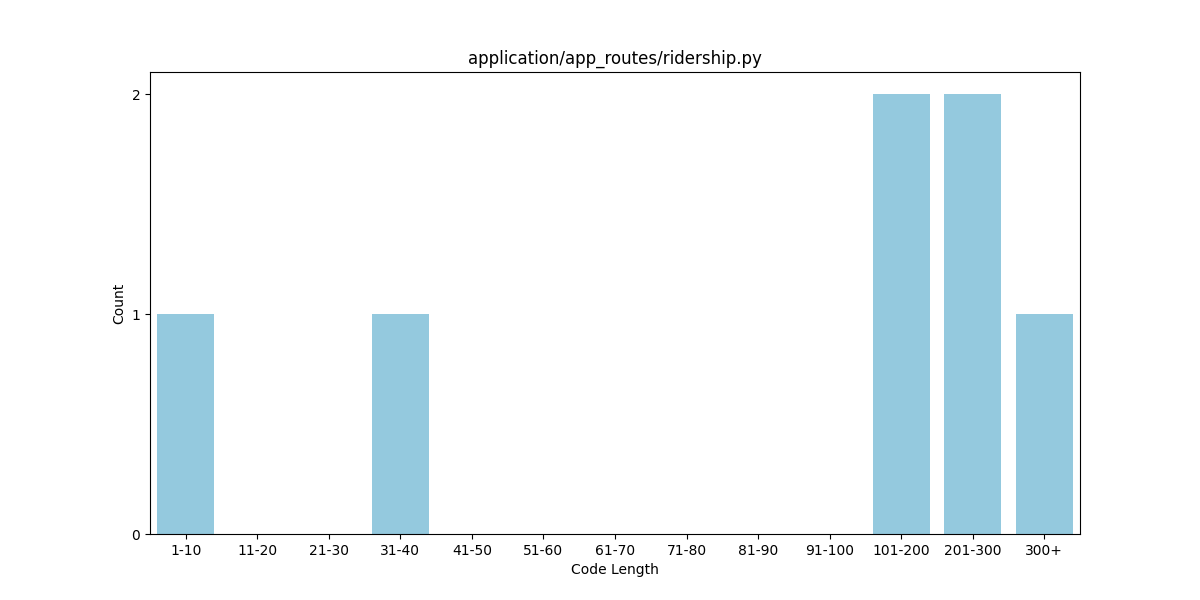 application/app_routes/ridership.py
2
1
0
Count
1-10 11-20 21-30 31-40 41-50 51-60 61-70 71-80 81-90 91-100 101-200 201-300 300+
Code Length